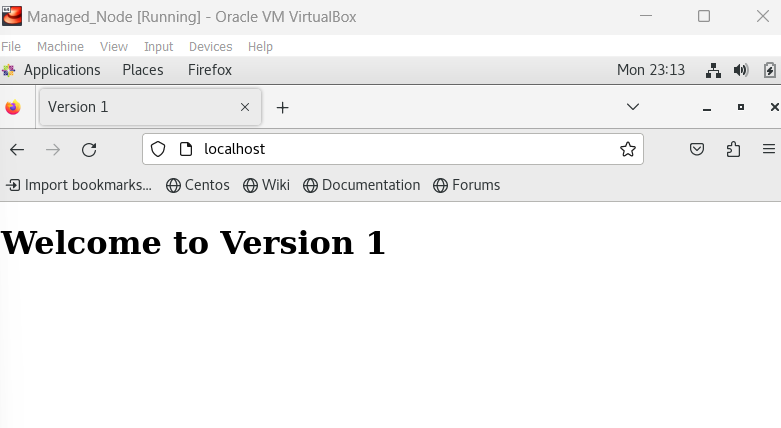 Managed_Node [Running] - Oracle VM VirtualBox
File Machine View Input Devices Help
Applications Places Firefox Mon 23:13
Version 1
localhost
Import bookmarks... Centos Wiki Documentation Forums
Welcome to Version 1